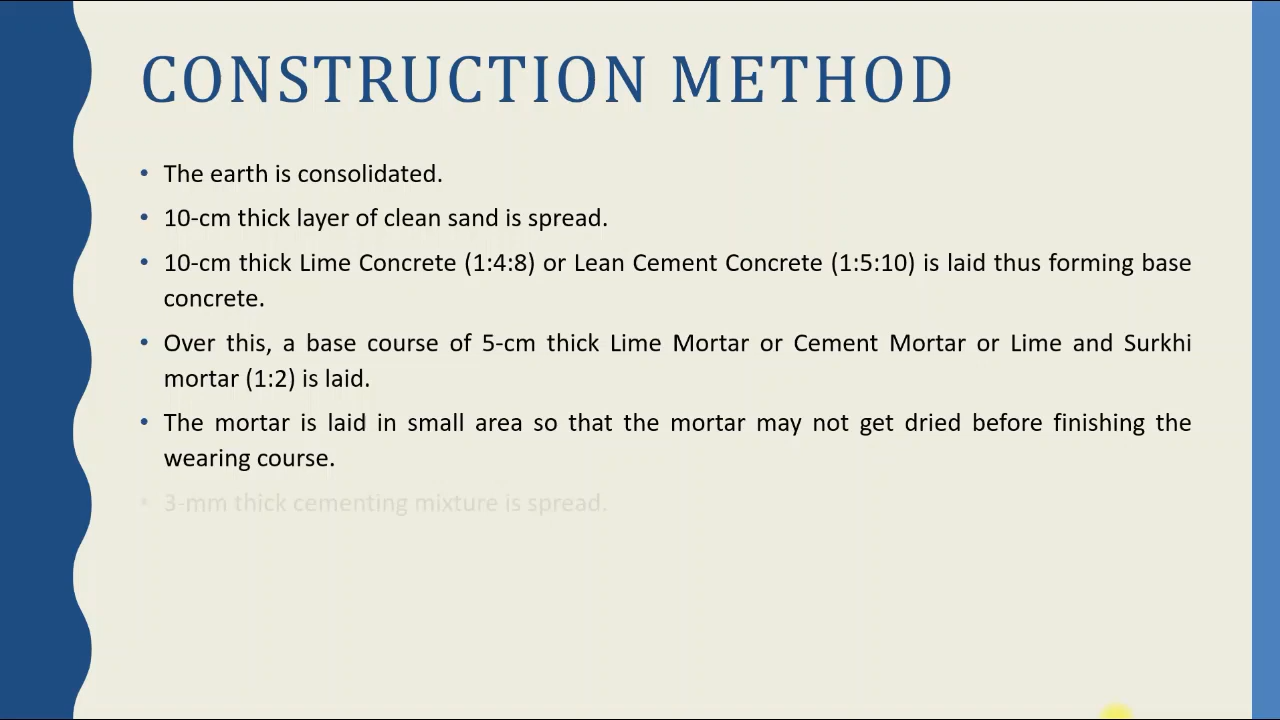 CONSTRUCTION METHOD
• The earth is consolidated.
• 10-cm thick layer of clean sand is spread.
• 10-cm thick Lime Concrete (1:4:8) or Lean Cement Concrete (1:5:10) is laid thus forming base
concrete.
• Over this, a base course of 5-cm thick Lime Mortar or Cement Mortar or Lime and Surkhi
mortar (1:2) is laid.
• The mortar is laid in small area so that the mortar may not get dried before finishing the
wearing course.
• 3-mm thick cementing mixture is spread.